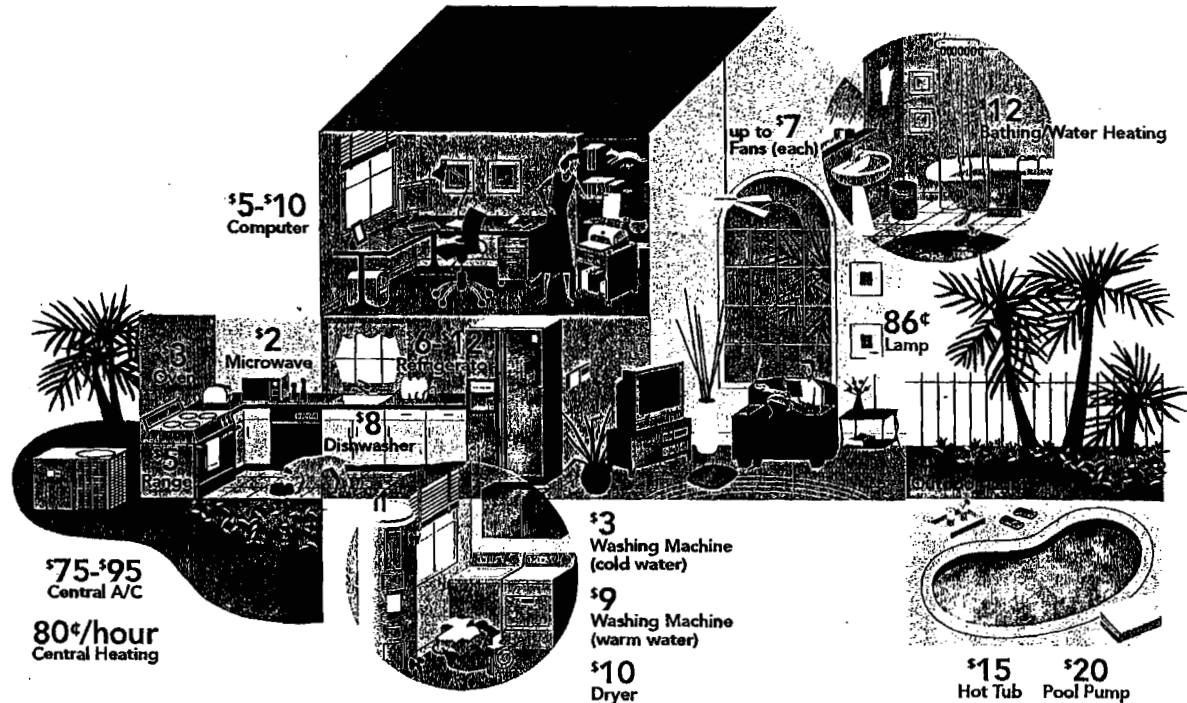 up to $7
Fans (each)
12
Bathing/Water Heating
$5-$10
Computer
86¢
Lamp
3
Oven
$2
Microwave
6-12
Refrigerator
$8
Dishwasher
5
Range
$75-$95
Central A/C
80¢/hour
Central Heating
$3
Washing Machine
(cold water)
$9
Washing Machine
(warm water)
$10
Dryer
$15
Hot Tub
$20
Pool Pump